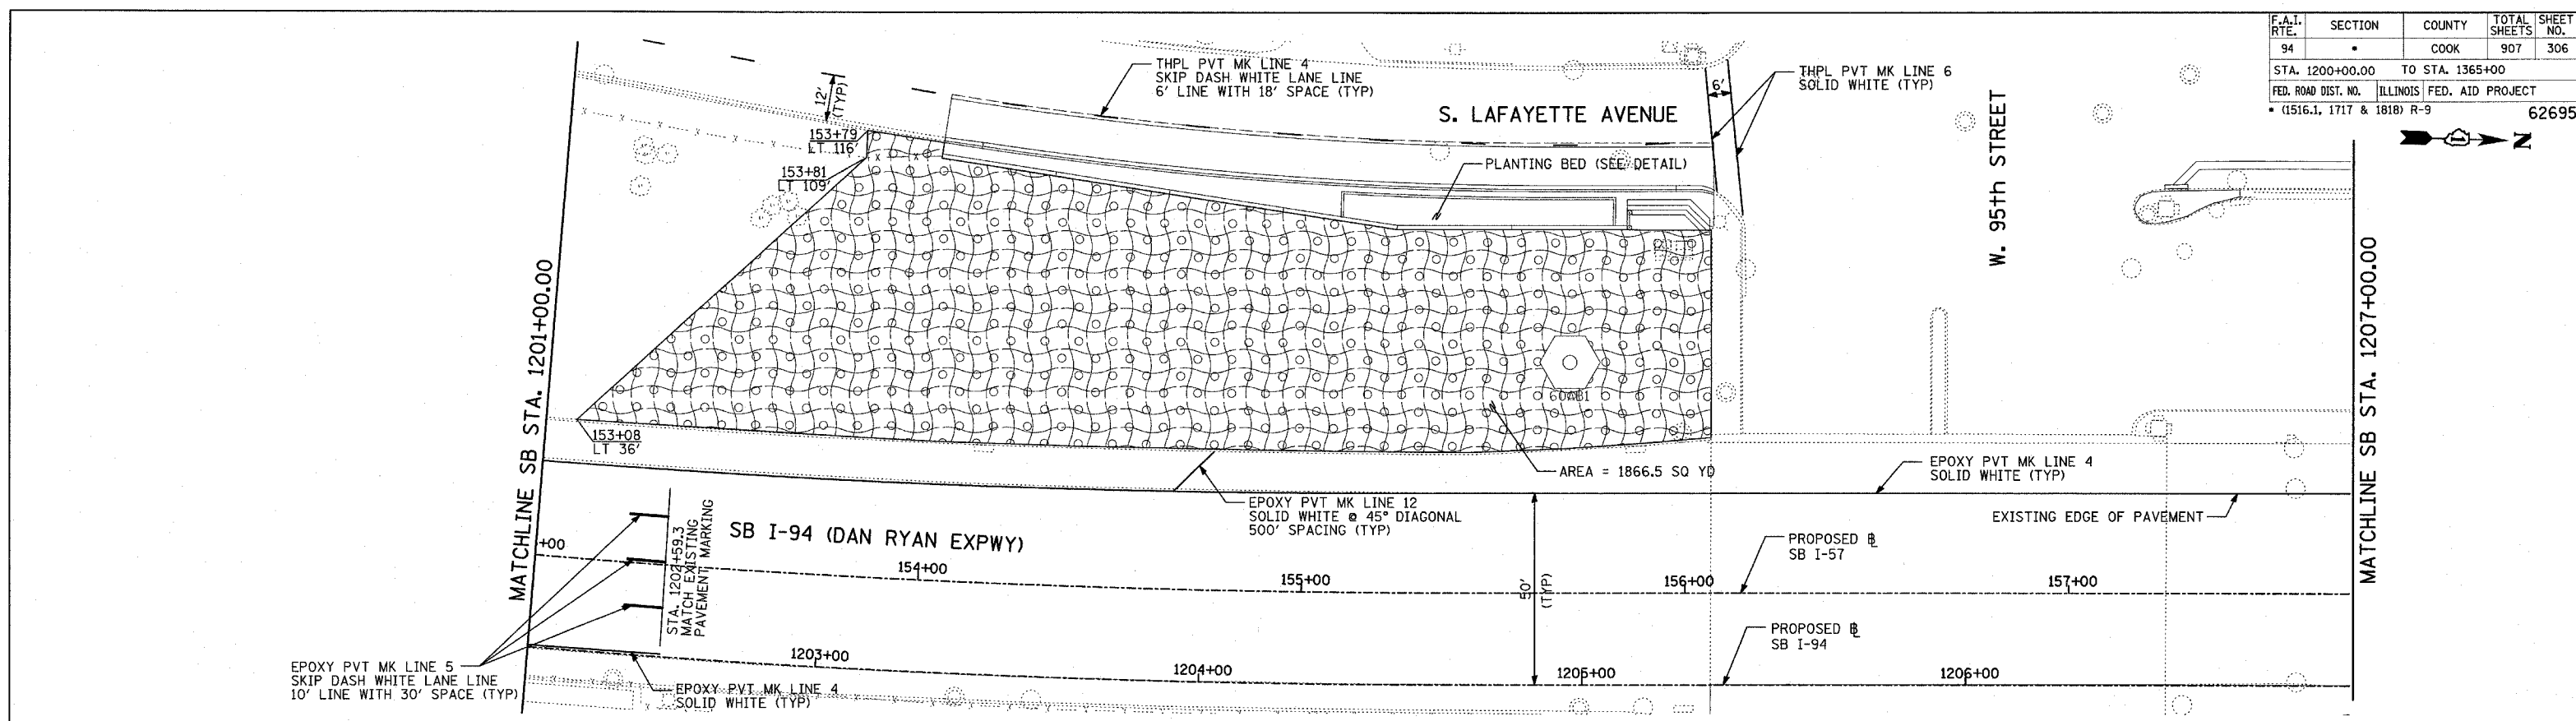 F.A.I. RTE. SECTION COUNTY TOTAL SHEETS SHEET NO.
94 • COOK 907 306
STA. 1200+00.00 TO STA. 1365+00
FED. ROAD DIST. NO. ILLINOIS FED. AID PROJECT
• (1516.1, 1717 & 1818) R-9 62695
N
THPL PVT MK LINE 4
SKIP DASH WHITE LANE LINE
6' LINE WITH 18' SPACE (TYP)
12'
(TYP)
S. LAFAYETTE AVENUE
6'
THPL PVT MK LINE 6
SOLID WHITE (TYP)
W. 95th STREET
153+79
LT 116'
153+81
LT 109'
PLANTING BED (SEE DETAIL)
MATCHLINE SB STA. 1201+00.00
MATCHLINE SB STA. 1207+00.00
153+08
LT 36'
AREA = 1866.5 SQ YD
EPOXY PVT MK LINE 12
SOLID WHITE @ 45° DIAGONAL
500' SPACING (TYP)
EPOXY PVT MK LINE 4
SOLID WHITE (TYP)
EXISTING EDGE OF PAVEMENT
STA. 1202+59.3
MATCH EXISTING
PAVEMENT MARKING
SB I-94 (DAN RYAN EXPWY)
+00
154+00
155+00
156+00
157+00
50'
(TYP)
PROPOSED BL
SB I-57
PROPOSED BL
SB I-94
1203+00
1204+00
1205+00
1206+00
EPOXY PVT MK LINE 5
SKIP DASH WHITE LANE LINE
10' LINE WITH 30' SPACE (TYP)
EPOXY PVT MK LINE 4
SOLID WHITE (TYP)